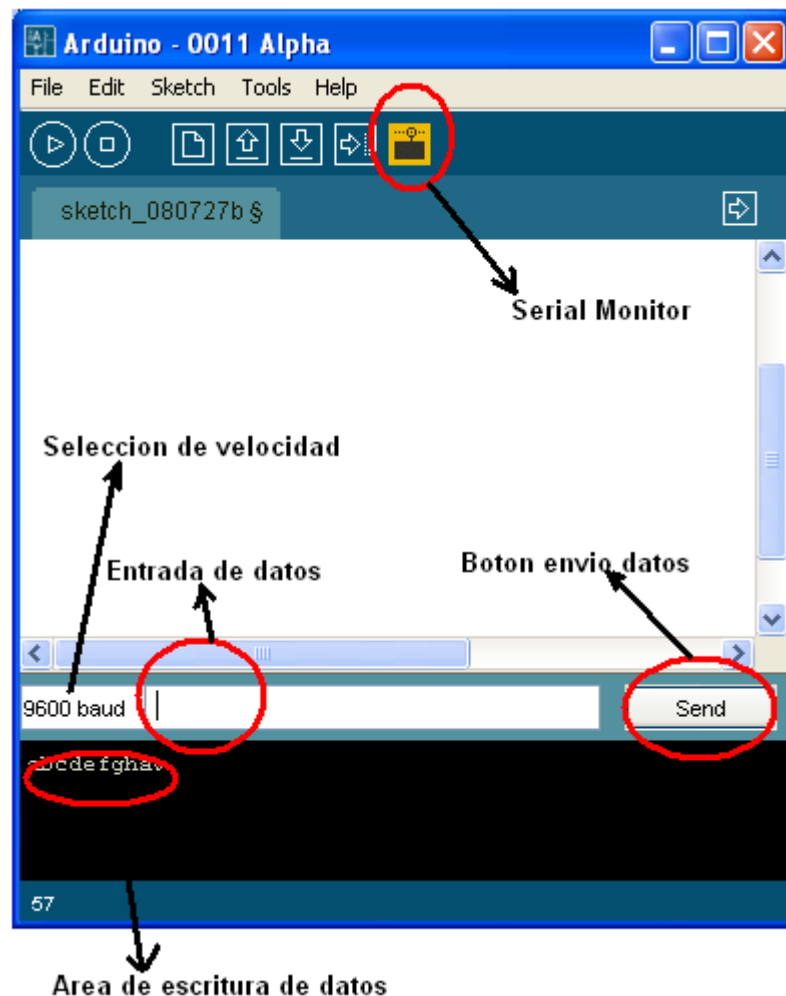 Arduino - 0011 Alpha
File Edit Sketch Tools Help
sketch_080727b §
Serial Monitor
Seleccion de velocidad
Entrada de datos
Boton envio datos
9600 baud
Send
abcdefghav
57
Area de escritura de datos